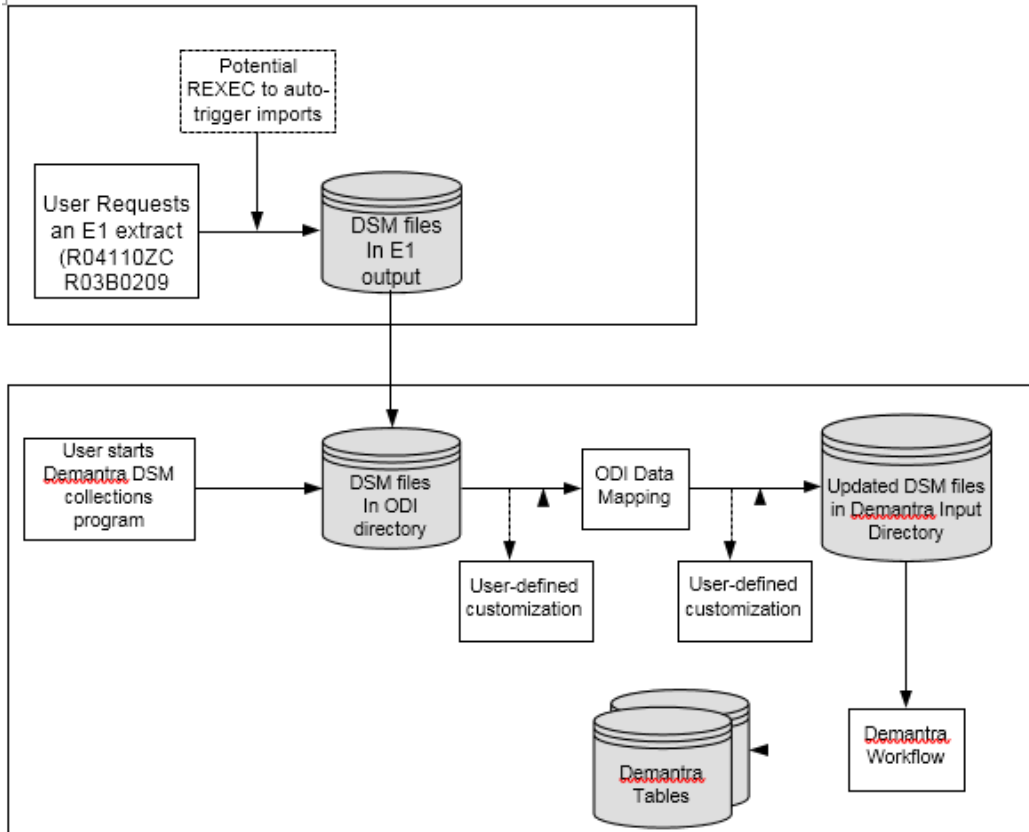 Potential
REXEC to auto-
trigger imports
User Requests
an E1 extract
(R04110ZC
R03B0209
DSM files
In E1
output
User starts
Demantra DSM
collections
program
DSM files
In ODI
directory
ODI Data
Mapping
Updated DSM files
in Demantra Input
Directory
User-defined
customization
User-defined
customization
Demantra
Tables
Demantra
Workflow